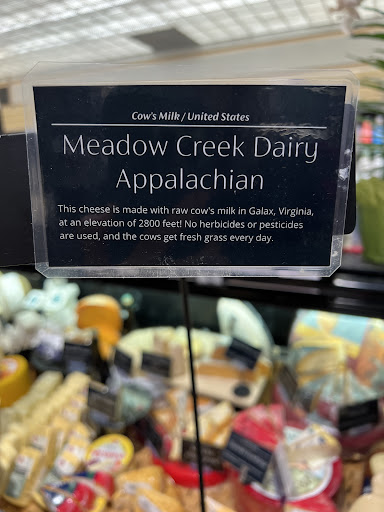 Cow's Milk / United States
Meadow Creek Dairy
Appalachian
This cheese is made with raw cow's milk in Galax, Virginia,
at an elevation of 2800 feet! No herbicides or pesticides
are used, and the cows get fresh grass every day.